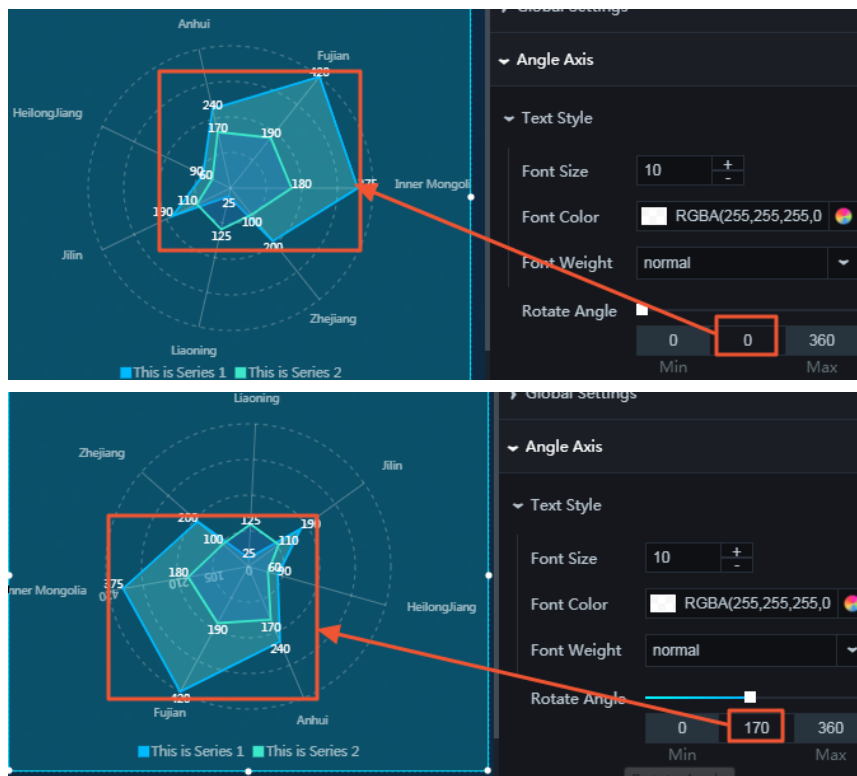 Global Settings
Anhui
Fujian
420
Angle Axis
240
HeilongJiang
170
190
Text Style
90
60
Font Size
10
+
-
180
375
Inner Mongoli
110
190
25
100
Font Color
RGBA(255,255,255,0
125
200
Jilin
Font Weight
normal
Zhejiang
Rotate Angle
0
0
360
Liaoning
Min
Max
This is Series 1
This is Series 2
Liaoning
Global Settings
Zhejiang
Jilin
Angle Axis
200
125
190
Text Style
100
110
25
Font Size
10
+
-
375
180
210
105
0
60
90
420
nner Mongolia
HeilongJiang
Font Color
RGBA(255,255,255,0
190
170
240
Font Weight
normal
420
Fujian
Anhui
Rotate Angle
0
170
360
This is Series 1
This is Series 2
Min
Max